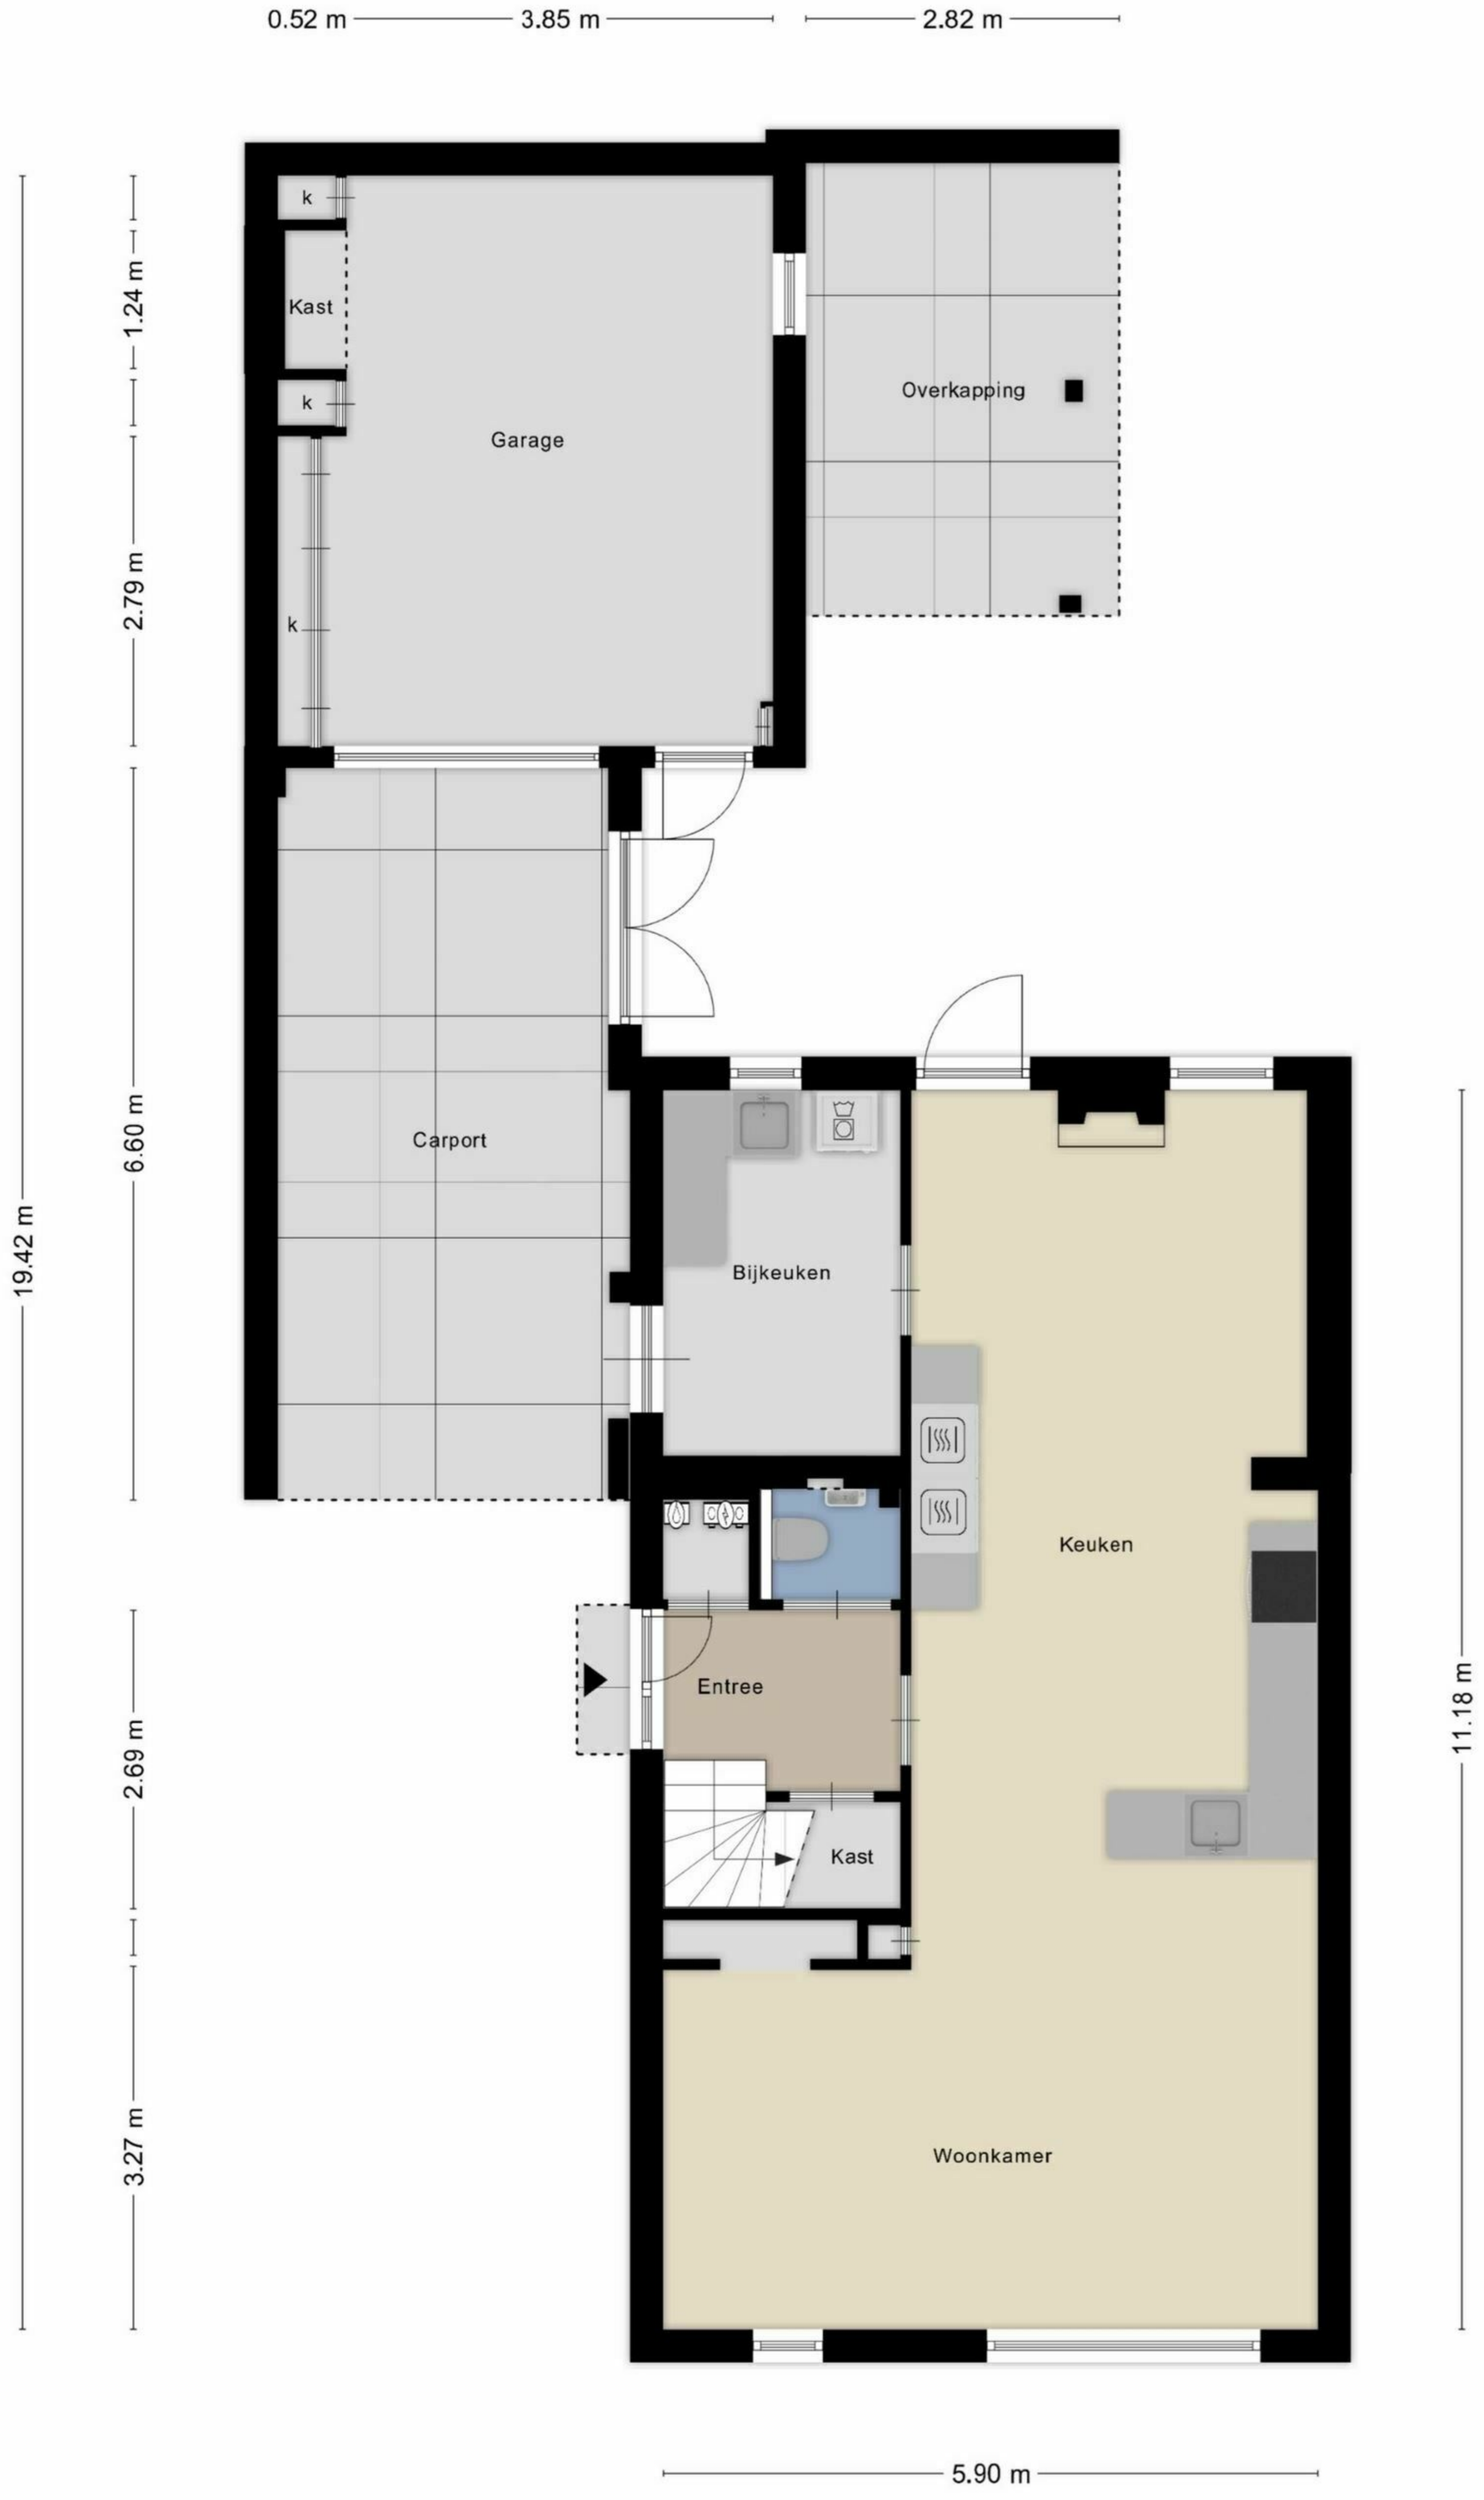 0.52 m
3.85 m
2.82 m
k
1.24 m
Kast
Overkapping
k
Garage
2.79 m
k
6.60 m
Carport
19.42 m
Bijkeuken
Keuken
Entree
11.18 m
2.69 m
Kast
3.27 m
Woonkamer
5.90 m